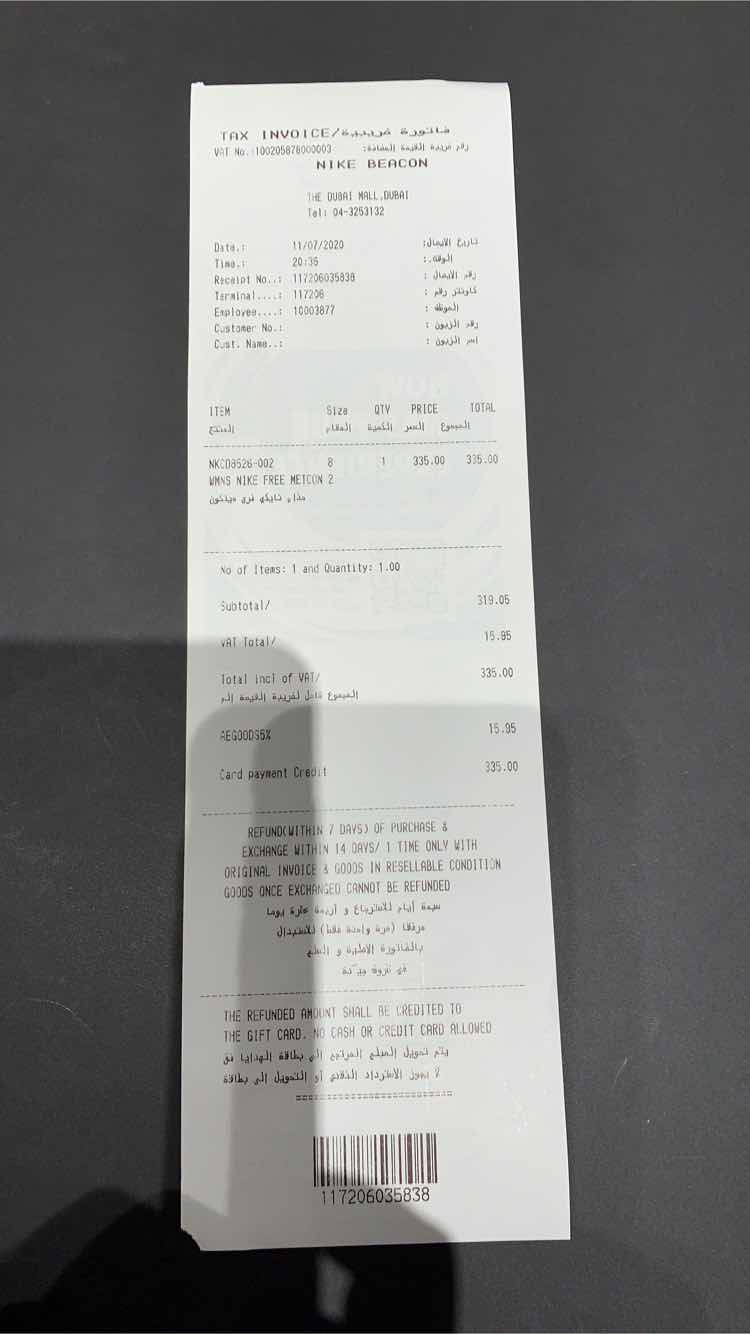 TAX INVOICE/فاتورة ضريبية
VAT No.:100205878000003 رقم ضريبة القيمة المضافة:
NIKE BEACON
THE DUBAI MALL,DUBAI
Tel: 04-3253132
Date.: 11/07/2020 تاريخ الايصال:
Time.: 20:36 الوقت.:
Receipt No..: 117206035838 رقم الايصال :
Terminal....: 117206 كاونتر رقم :
Employee....: 10003877 الموظف :
Customer No.: رقم الزبون :
Cust. Name..: اسم الزبون :
ITEM Size QTY PRICE TOTAL
المنتج المقاس الكمية السعر المجموع
NKCD8526-002 8 1 335.00 335.00
WMNS NIKE FREE METCON 2
حذاء نايكي فري ميتكون
No of Items: 1 and Quantity: 1.00
Subtotal/ 319.05
VAT Total/ 15.95
Total incl of VAT/ 335.00
المجموع شامل لضريبة القيمة الم
AEGOODS5% 15.95
Card payment Credit 335.00
REFUND(WITHIN 7 DAYS) OF PURCHASE &
EXCHANGE WITHIN 14 DAYS/ 1 TIME ONLY WITH
ORIGINAL INVOICE & GOODS IN RESELLABLE CONDITION
GOODS ONCE EXCHANGED CANNOT BE REFUNDED
سبعة أيام للاسترجاع و أربعة عشرة يوما
مرفقا (مرة واحدة فقط) للاستبدال
بالفاتورة الاصلية و السلع
في ظروف جيدة
THE REFUNDED AMOUNT SHALL BE CREDITED TO
THE GIFT CARD. NO CASH OR CREDIT CARD ALLOWED
يتم تحويل المبلغ المرتجع إلى بطاقة الهدايا فق
لا يجوز الاسترداد النقدي أو التحويل إلى بطاقة
117206035838